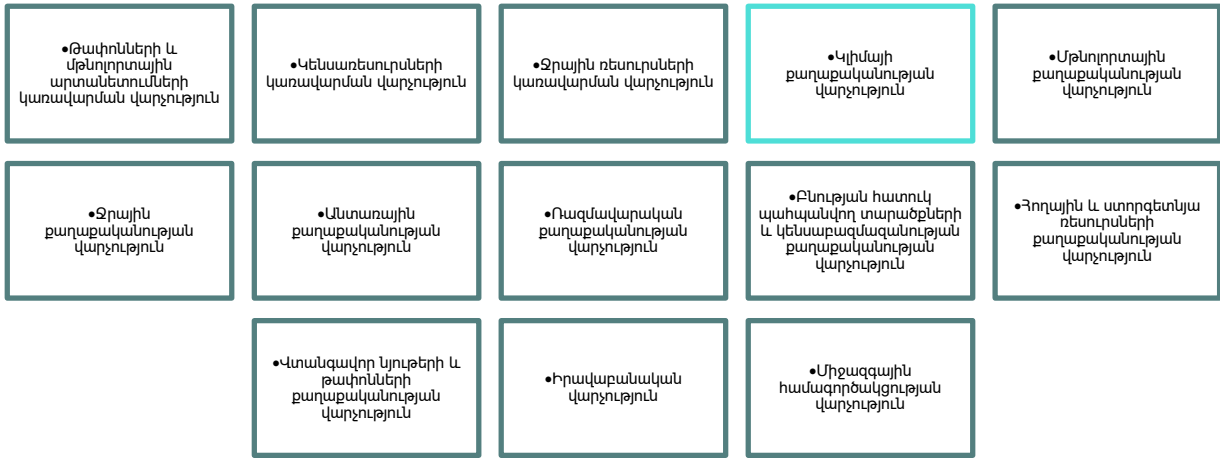 •Թափոնների և
մթնոլորտային
արտանետումների
կառավարման վարչություն
•Կենսառեսուրսների
կառավարման վարչություն
•Ջրային ռեսուրսների
կառավարման վարչություն
•Կլիմայի
քաղաքականության
վարչություն
•Մթնոլորտային
քաղաքականության
վարչություն
•Ջրային
քաղաքականության
վարչություն
•Անտառային
քաղաքականության
վարչություն
•Ռազմավարական
քաղաքականության
վարչություն
•Բնության հատուկ
պահպանվող տարածքների
և կենսաբազմազանության
քաղաքականության
վարչություն
•Հողային և ստորգետնյա
ռեսուրսների
քաղաքականության
վարչություն
•Վտանգավոր նյութերի և
թափոնների
քաղաքականության
վարչություն
•Իրավաբանական
վարչություն
•Միջազգային
համագործակցության
վարչություն